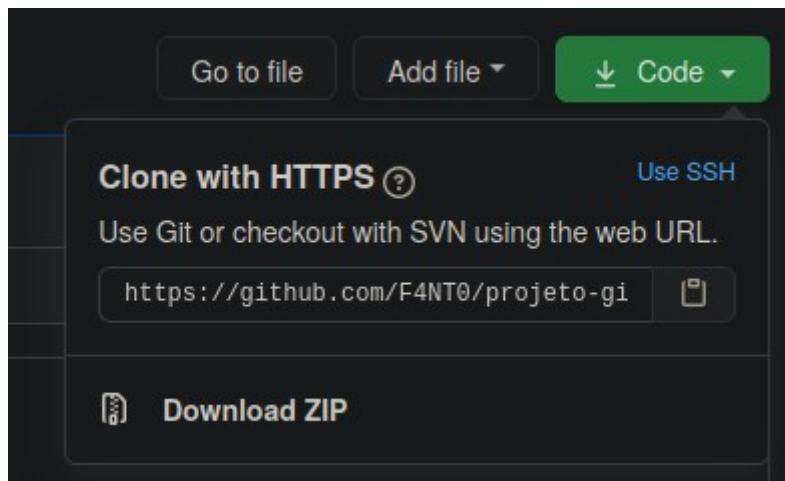 Go to file
Add file
Code
Clone with HTTPS
Use SSH
Use Git or checkout with SVN using the web URL.
https://github.com/F4NT0/projeto-gi
Download ZIP